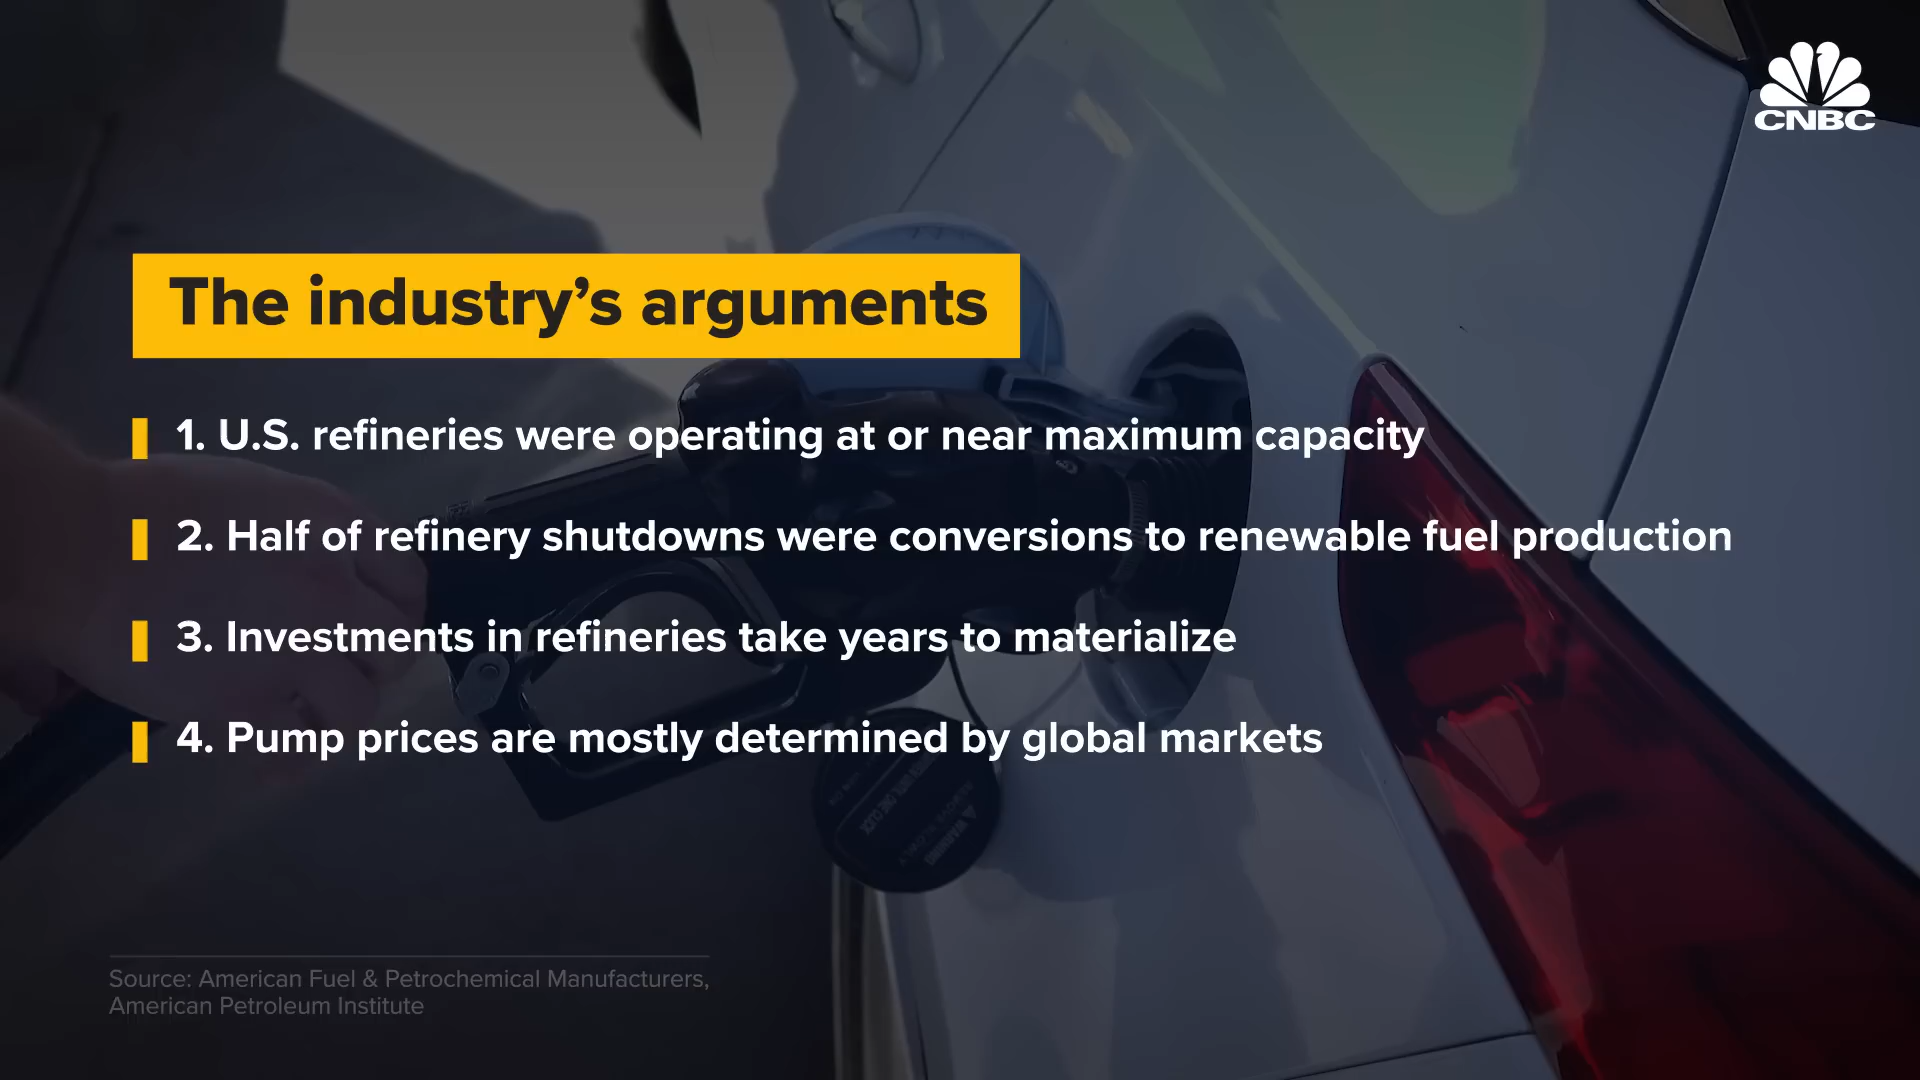 CNBC
The industry's arguments
1. U.S. refineries were operating at or near maximum capacity
2. Half of refinery shutdowns were conversions to renewable fuel production
3. Investments in refineries take years to materialize
4. Pump prices are mostly determined by global markets
WARNING
Source: American Fuel & Petrochemical Manufacturers,
American Petroleum Institute